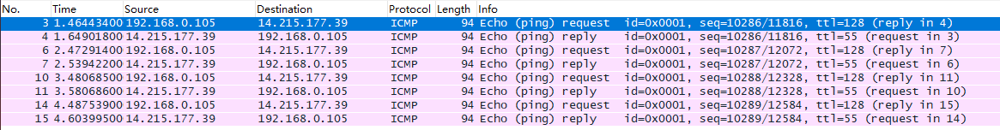 No. Time Source Destination Protocol Length Info
3 1.46443400 192.168.0.105 14.215.177.39 ICMP 94 Echo (ping) request id=0x0001, seq=10286/11816, ttl=128 (reply in 4)
4 1.64901800 14.215.177.39 192.168.0.105 ICMP 94 Echo (ping) reply id=0x0001, seq=10286/11816, ttl=55 (request in 3)
6 2.47291400 192.168.0.105 14.215.177.39 ICMP 94 Echo (ping) request id=0x0001, seq=10287/12072, ttl=128 (reply in 7)
7 2.53942200 14.215.177.39 192.168.0.105 ICMP 94 Echo (ping) reply id=0x0001, seq=10287/12072, ttl=55 (request in 6)
10 3.48068500 192.168.0.105 14.215.177.39 ICMP 94 Echo (ping) request id=0x0001, seq=10288/12328, ttl=128 (reply in 11)
11 3.58068600 14.215.177.39 192.168.0.105 ICMP 94 Echo (ping) reply id=0x0001, seq=10288/12328, ttl=55 (request in 10)
14 4.48753900 192.168.0.105 14.215.177.39 ICMP 94 Echo (ping) request id=0x0001, seq=10289/12584, ttl=128 (reply in 15)
15 4.60399500 14.215.177.39 192.168.0.105 ICMP 94 Echo (ping) reply id=0x0001, seq=10289/12584, ttl=55 (request in 14)